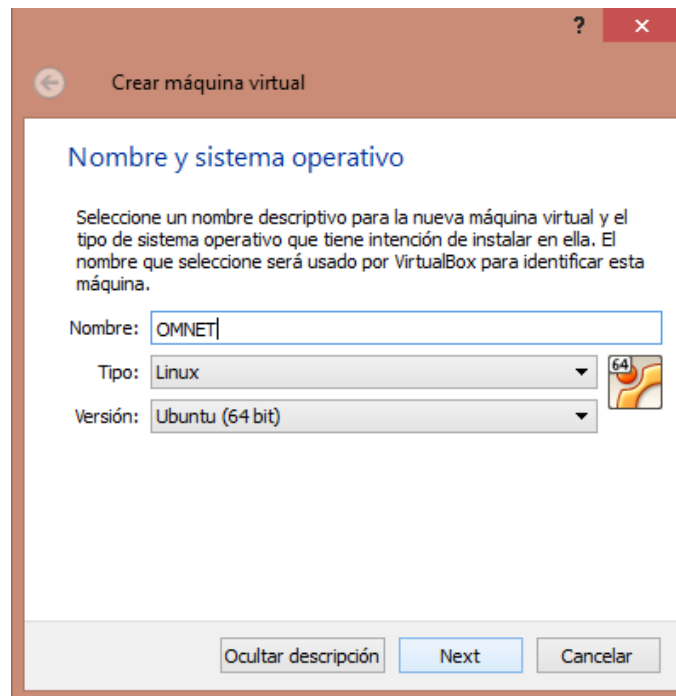 ?
Crear máquina virtual
Nombre y sistema operativo
Seleccione un nombre descriptivo para la nueva máquina virtual y el
tipo de sistema operativo que tiene intención de instalar en ella. El
nombre que seleccione será usado por VirtualBox para identificar esta
máquina.
Nombre: OMNET
Tipo: Linux
64
Versión: Ubuntu (64 bit)
Ocultar descripción Next Cancelar